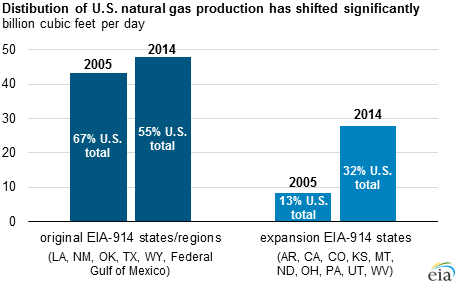 Distibution of U.S. natural gas production has shifted significantly
billion cubic feet per day
50
40
30
20
10
0
2005
67% U.S.
total
2014
55% U.S.
total
2005
13% U.S.
total
2014
32% U.S.
total
original EIA-914 states/regions
(LA, NM, OK, TX, WY, Federal
Gulf of Mexico)
expansion EIA-914 states
(AR, CA, CO, KS, MT,
ND, OH, PA, UT, WV)
eia